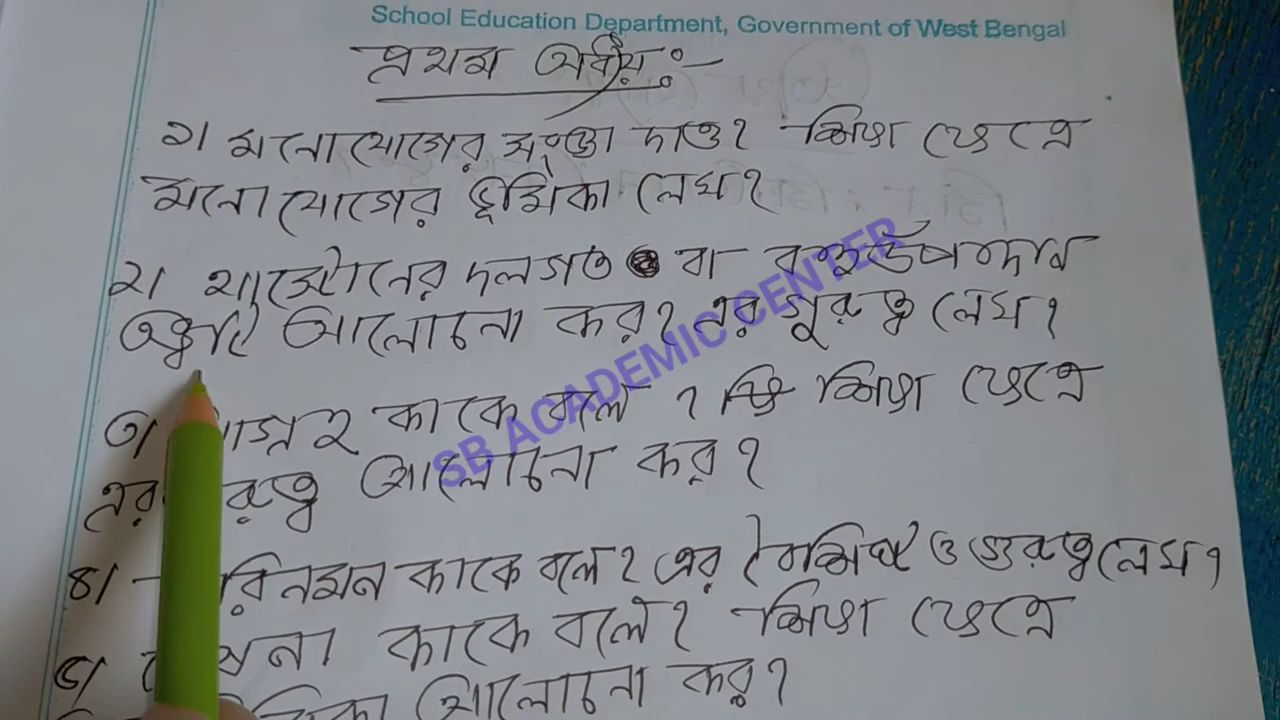 School Education Department, Government of West Bengal
প্রথম অধ্যায়ঃ-
১। মনোযোগের সংজ্ঞা দাও? শিক্ষা ক্ষেত্রে
মনোযোগের ভূমিকা লেখ?
২। থার্স্টোনের দলগত বা বহুউপাদান
তত্ত্বটি আলোচনা কর? এর গুরুত্ব লেখ?
৩। কাকে বলে? শিক্ষা ক্ষেত্রে
এর আলোচনা কর?
৪। কাকে বলে? এর বৈশিষ্ট্য ও গুরুত্ব লেখ?
৫। কাকে বলে? শিক্ষা ক্ষেত্রে
আলোচনা কর?
SB ACADEMIC CENTER